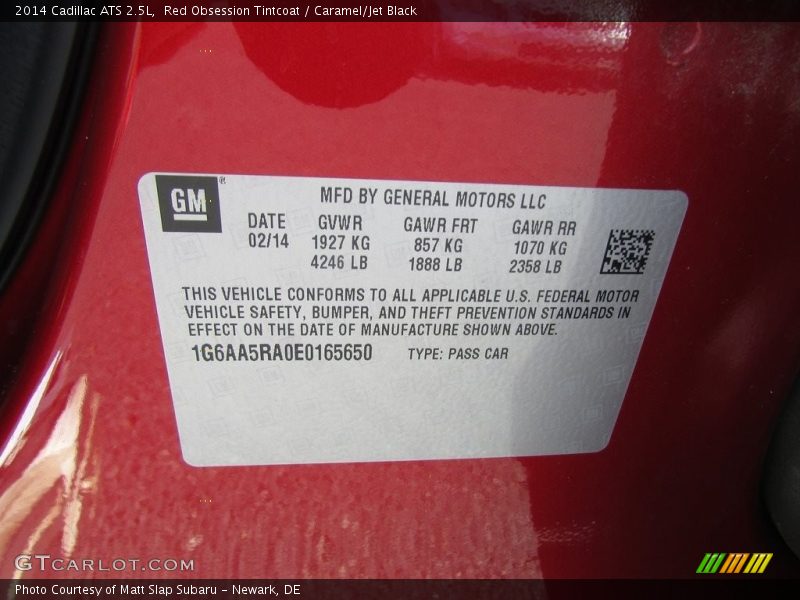 2014 Cadillac ATS 2.5L, Red Obsession Tintcoat / Caramel/Jet Black
GM®
MFD BY GENERAL MOTORS LLC
DATE GVWR GAWR FRT GAWR RR
02/14 1927 KG 857 KG 1070 KG
4246 LB 1888 LB 2358 LB
THIS VEHICLE CONFORMS TO ALL APPLICABLE U.S. FEDERAL MOTOR
VEHICLE SAFETY, BUMPER, AND THEFT PREVENTION STANDARDS IN
EFFECT ON THE DATE OF MANUFACTURE SHOWN ABOVE.
1G6AA5RA0E0165650 TYPE: PASS CAR
GTCARLOT.COM
Photo Courtesy of Matt Slap Subaru - Newark, DE